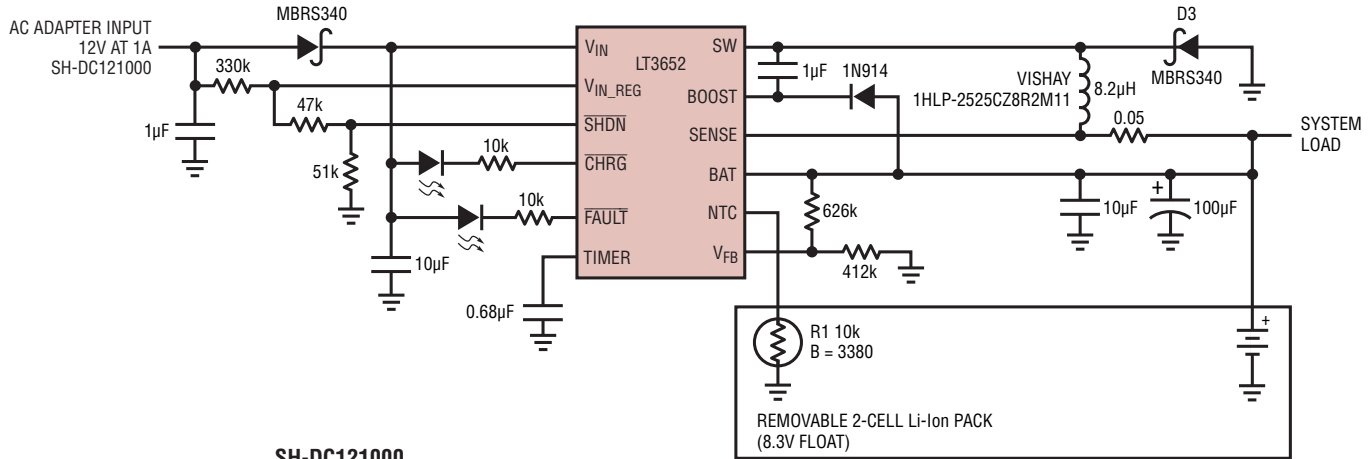 AC ADAPTER INPUT
12V AT 1A
SH-DC121000
MBRS340
330k
1µF
47k
51k
10k
10k
10µF
0.68µF
LT3652
VIN
VIN_REG
SHDN
CHRG
FAULT
TIMER
SW
BOOST
SENSE
BAT
NTC
VFB
1µF
1N914
D3
MBRS340
VISHAY
1HLP-2525CZ8R2M11
8.2µH
0.05
SYSTEM
LOAD
626k
412k
10µF
+
100µF
R1 10k
B = 3380
+
REMOVABLE 2-CELL Li-Ion PACK
(8.3V FLOAT)